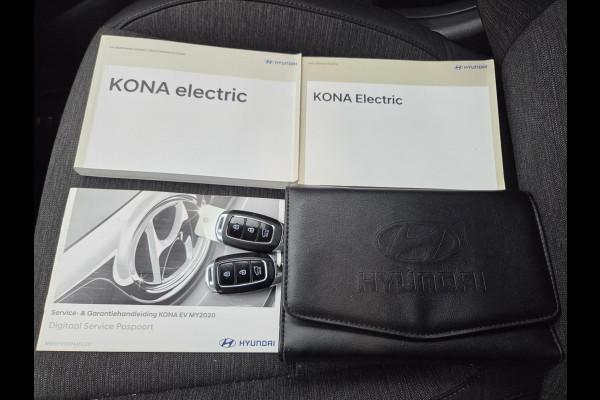 HYUNDAI
KONA electric
HYUNDAI
KONA Electric
Service- & Garantiehandleiding KONA EV MY2020
Digitaal Service Paspoort
HYUNDAI
HYUNDAI